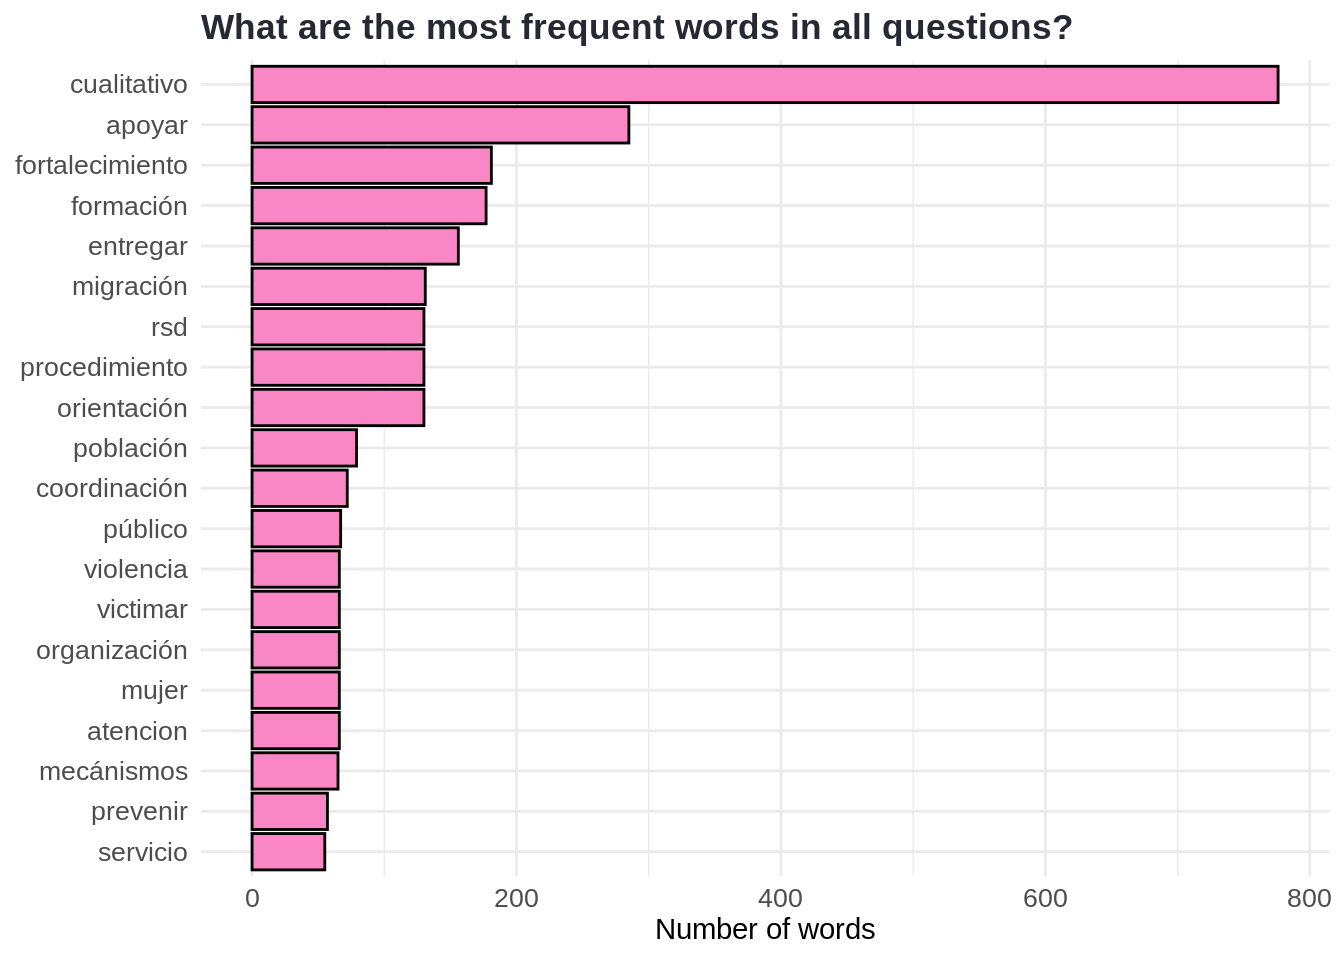 What are the most frequent words in all questions?
cualitativo
apoyar
fortalecimiento
formación
entregar
migración
rsd
procedimiento
orientación
población
coordinación
público
violencia
victimar
organización
mujer
atencion
mecánismos
prevenir
servicio
0 200 400 600 800
Number of words